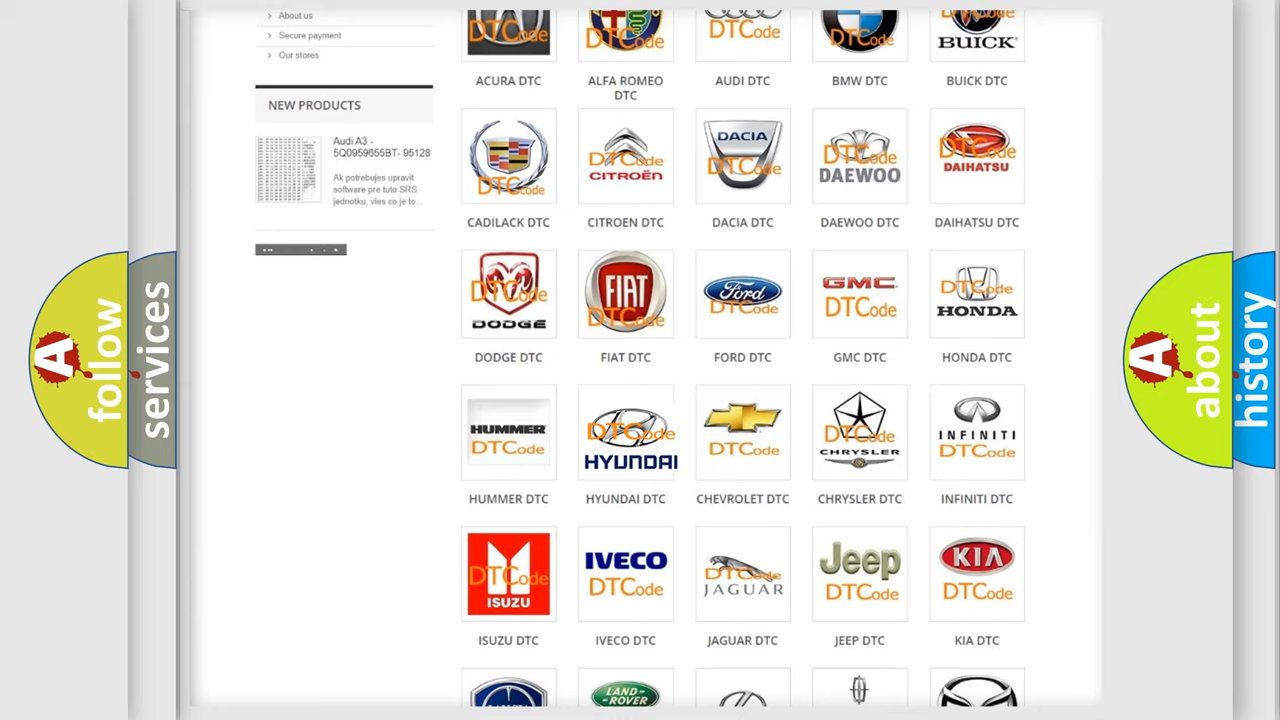 About us
Secure payment
Our stores
NEW PRODUCTS
Audi A3 -
5Q0959655BT- 95128
Ak potrebujes upravit
software pre tuto SRS
jednotku, vies co je to...
DTCode
DTCode
DTCode
DTCode
BUICK
ACURA DTC
ALFA ROMEO
DTC
AUDI DTC
BMW DTC
BUICK DTC
DTCode
DTCode
CITROËN
DACIA
DTCode
DTCode
DAEWOO
DTCode
DAIHATSU
CADILACK DTC
CITROEN DTC
DACIA DTC
DAEWOO DTC
DAIHATSU DTC
DTCode
DODGE
FIAT
DTCode
Ford
DTCode
GMC
DTCode
DTCode
HONDA
DODGE DTC
FIAT DTC
FORD DTC
GMC DTC
HONDA DTC
HUMMER
DTCode
DTCode
HYUNDAI
DTCode
DTCode
CHRYSLER
INFINITI
DTCode
HUMMER DTC
HYUNDAI DTC
CHEVROLET DTC
CHRYSLER DTC
INFINITI DTC
DTCode
ISUZU
IVECO
DTCode
DTCode
JAGUAR
Jeep
DTCode
KIA
DTCode
ISUZU DTC
IVECO DTC
JAGUAR DTC
JEEP DTC
KIA DTC
LAND-
ROVER
A follow
services
A about
history